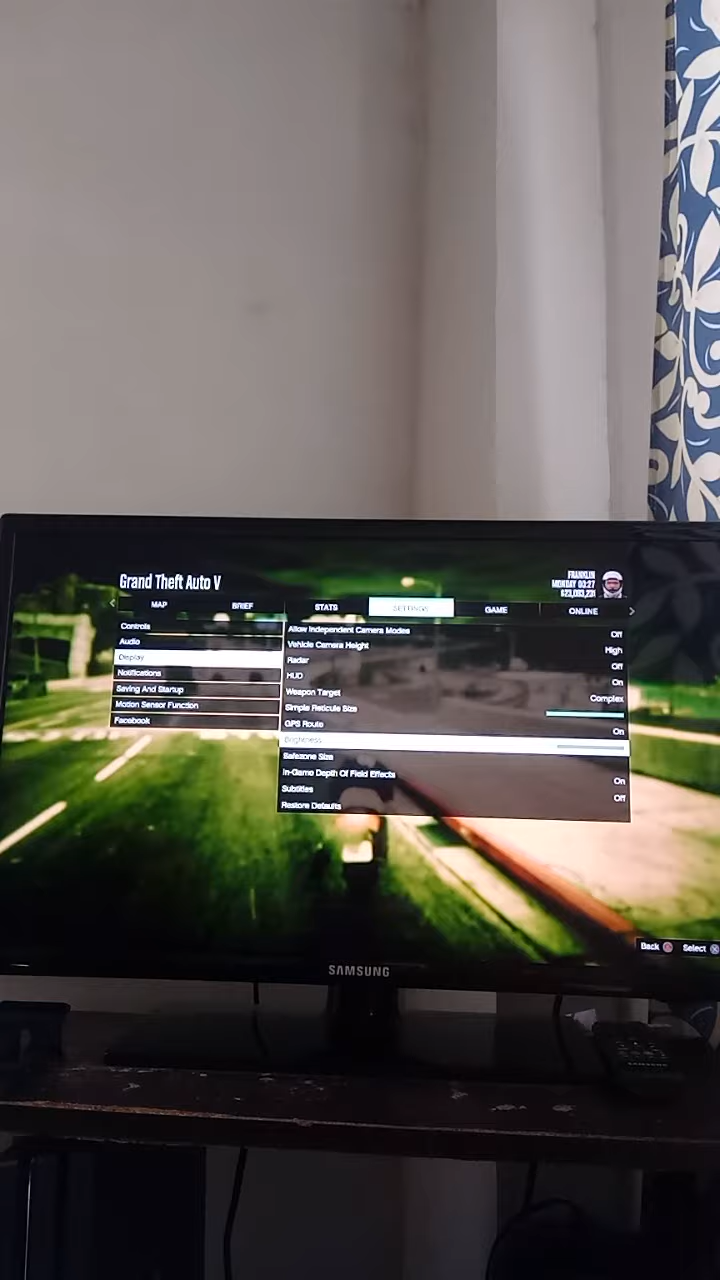 Grand Theft Auto V
FRANKLIN
MONDAY 03:27
$23,083,231
MAP BRIEF STATS SETTINGS GAME ONLINE
Controls
Audio
Display
Notifications
Saving And Startup
Motion Sensor Function
Facebook
Allow Independent Camera Modes Off
Vehicle Camera Height High
Radar Off
HUD On
Weapon Target Complex
Simple Reticule Size
GPS Route On
Brightness
Safezone Size
In-Game Depth Of Field Effects On
Subtitles Off
Restore Defaults
Back Select
SAMSUNG